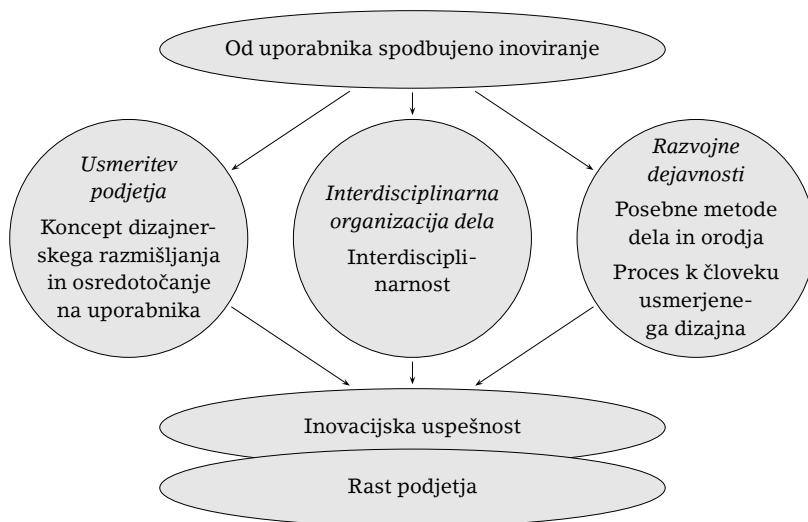 Od uporabnika spodbujeno inoviranje
Usmeritev
podjetja
Koncept dizajner-
skega razmišljanja
in osredotočanje
na uporabnika
Interdisciplinarna
organizacija dela
Interdiscipli-
narnost
Razvojne
dejavnosti
Posebne metode
dela in orodja
Proces k človeku
usmerjene-
ga dizajna
Inovacijska uspešnost
Rast podjetja